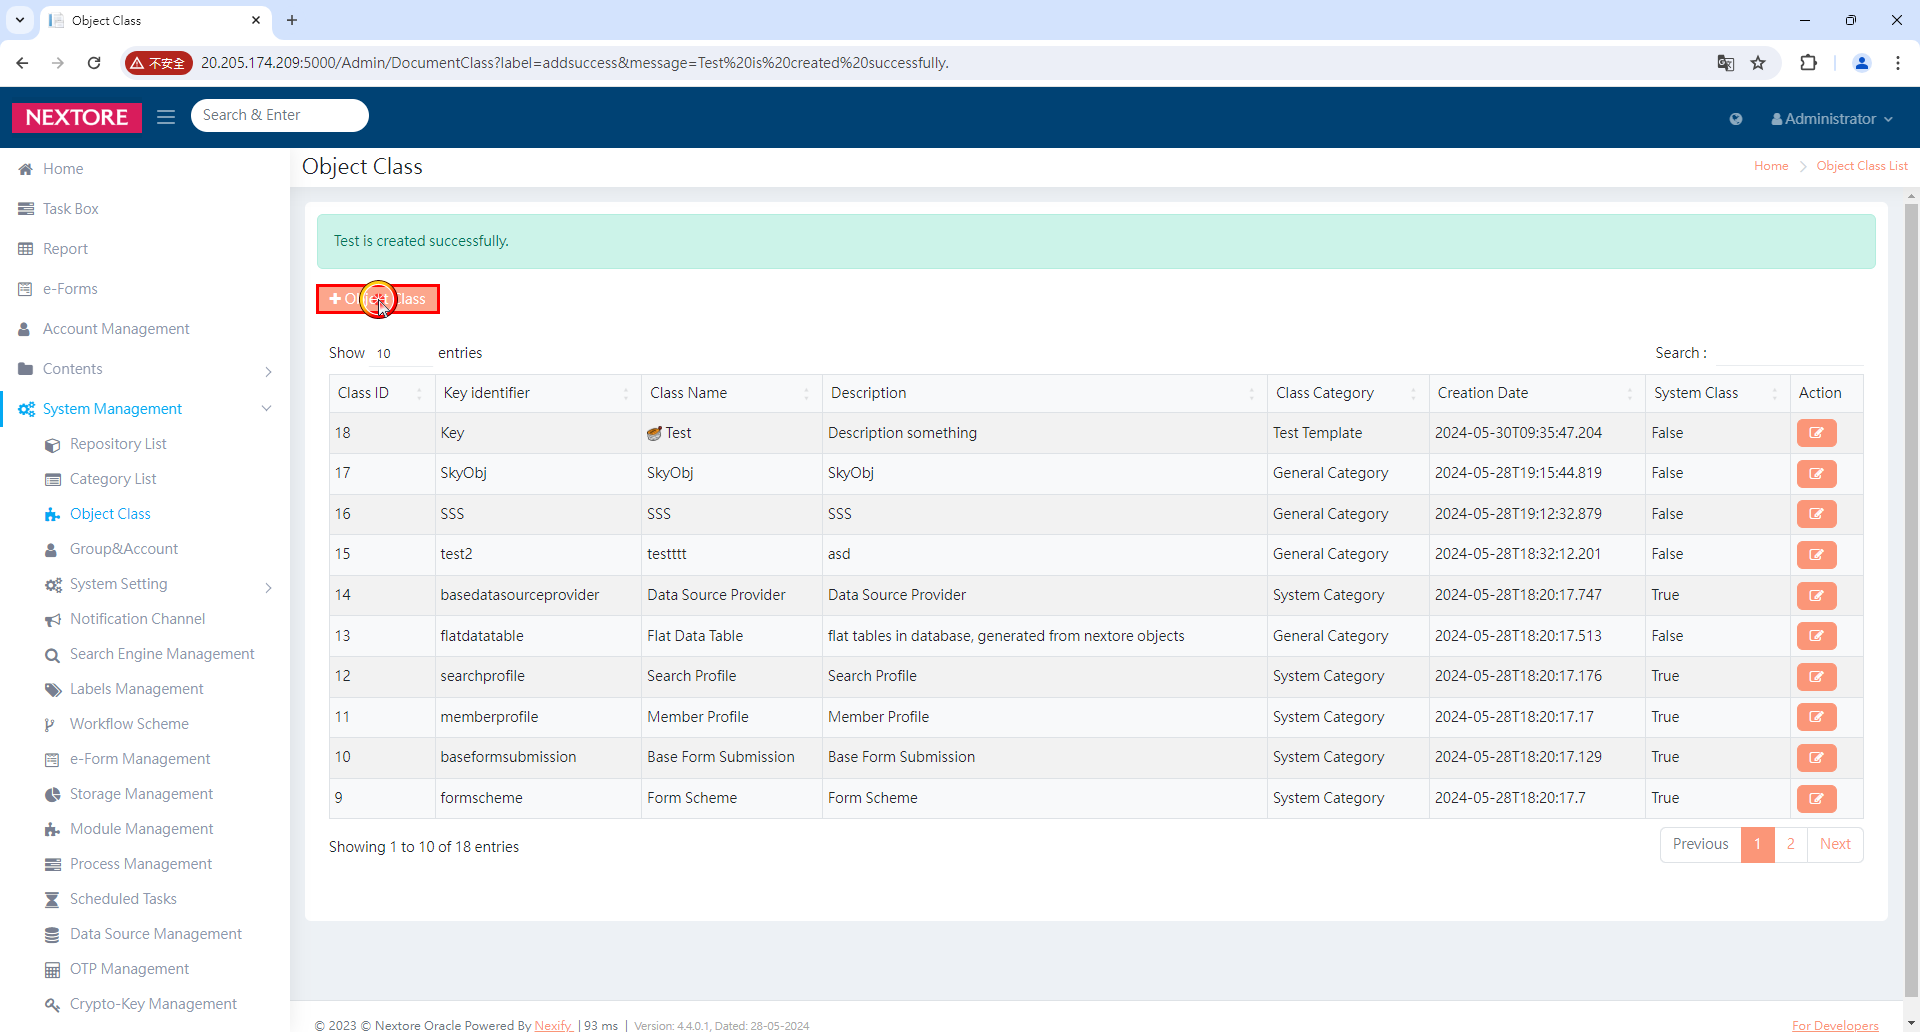 Object Class
不安全 20.205.174.209:5000/Admin/DocumentClass?label=addsuccess&message=Test%20is%20created%20successfully.
NEXTORE Search & Enter Administrator
Home
Task Box
Report
e-Forms
Account Management
Contents
System Management
Repository List
Category List
Object Class
Group&Account
System Setting
Notification Channel
Search Engine Management
Labels Management
Workflow Scheme
e-Form Management
Storage Management
Module Management
Process Management
Scheduled Tasks
Data Source Management
OTP Management
Crypto-Key Management
Object Class Home Object Class List
Test is created successfully.
Object Class
Show 10 entries Search :
Class ID Key identifier Class Name Description Class Category Creation Date System Class Action
18 Key Test Description something Test Template 2024-05-30T09:35:47.204 False
17 SkyObj SkyObj SkyObj General Category 2024-05-28T19:15:44.819 False
16 SSS SSS SSS General Category 2024-05-28T19:12:32.879 False
15 test2 testttt asd General Category 2024-05-28T18:32:12.201 False
14 basedatasourceprovider Data Source Provider Data Source Provider System Category 2024-05-28T18:20:17.747 True
13 flatdatatable Flat Data Table flat tables in database, generated from nextore objects General Category 2024-05-28T18:20:17.513 False
12 searchprofile Search Profile Search Profile System Category 2024-05-28T18:20:17.176 True
11 memberprofile Member Profile Member Profile System Category 2024-05-28T18:20:17.17 True
10 baseformsubmission Base Form Submission Base Form Submission System Category 2024-05-28T18:20:17.129 True
9 formscheme Form Scheme Form Scheme System Category 2024-05-28T18:20:17.7 True
Showing 1 to 10 of 18 entries Previous 1 2 Next
© 2023 © Nextore Oracle Powered By Nexify | 93 ms | Version: 4.4.0.1, Dated: 28-05-2024 For Developers